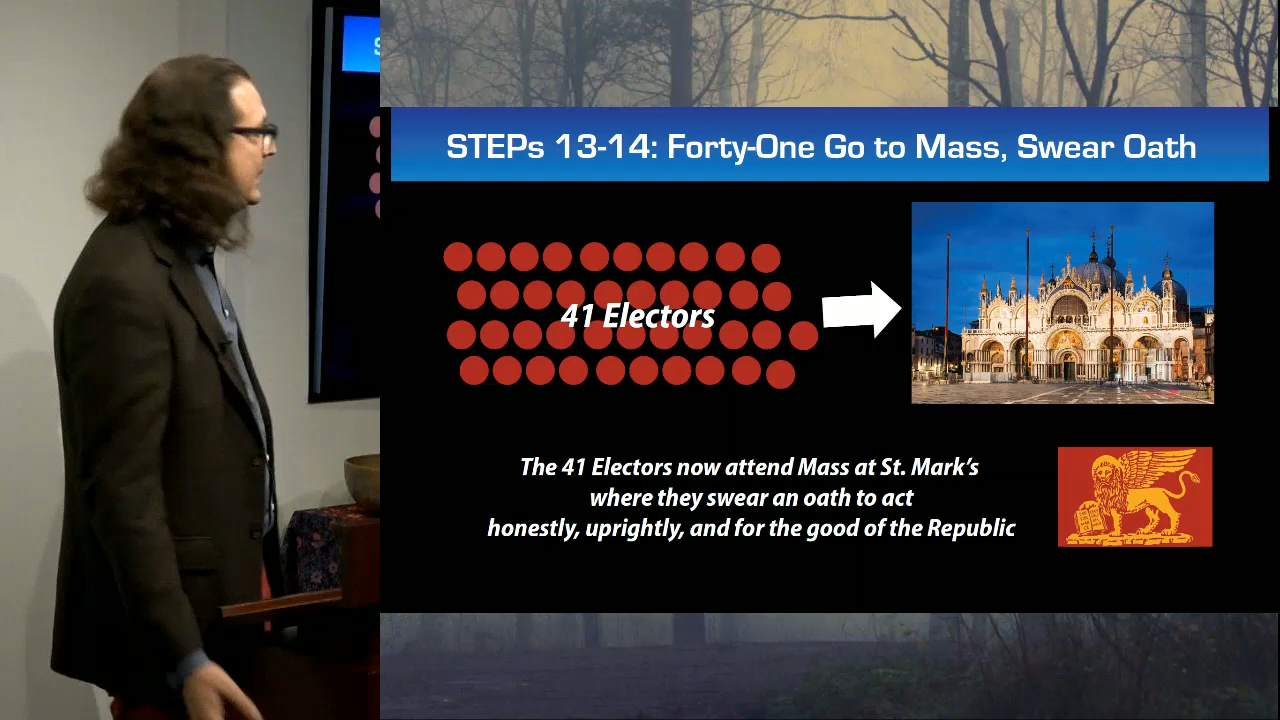 S
STEPs 13-14: Forty-One Go to Mass, Swear Oath
41 Electors
The 41 Electors now attend Mass at St. Mark's
where they swear an oath to act
honestly, uprightly, and for the good of the Republic